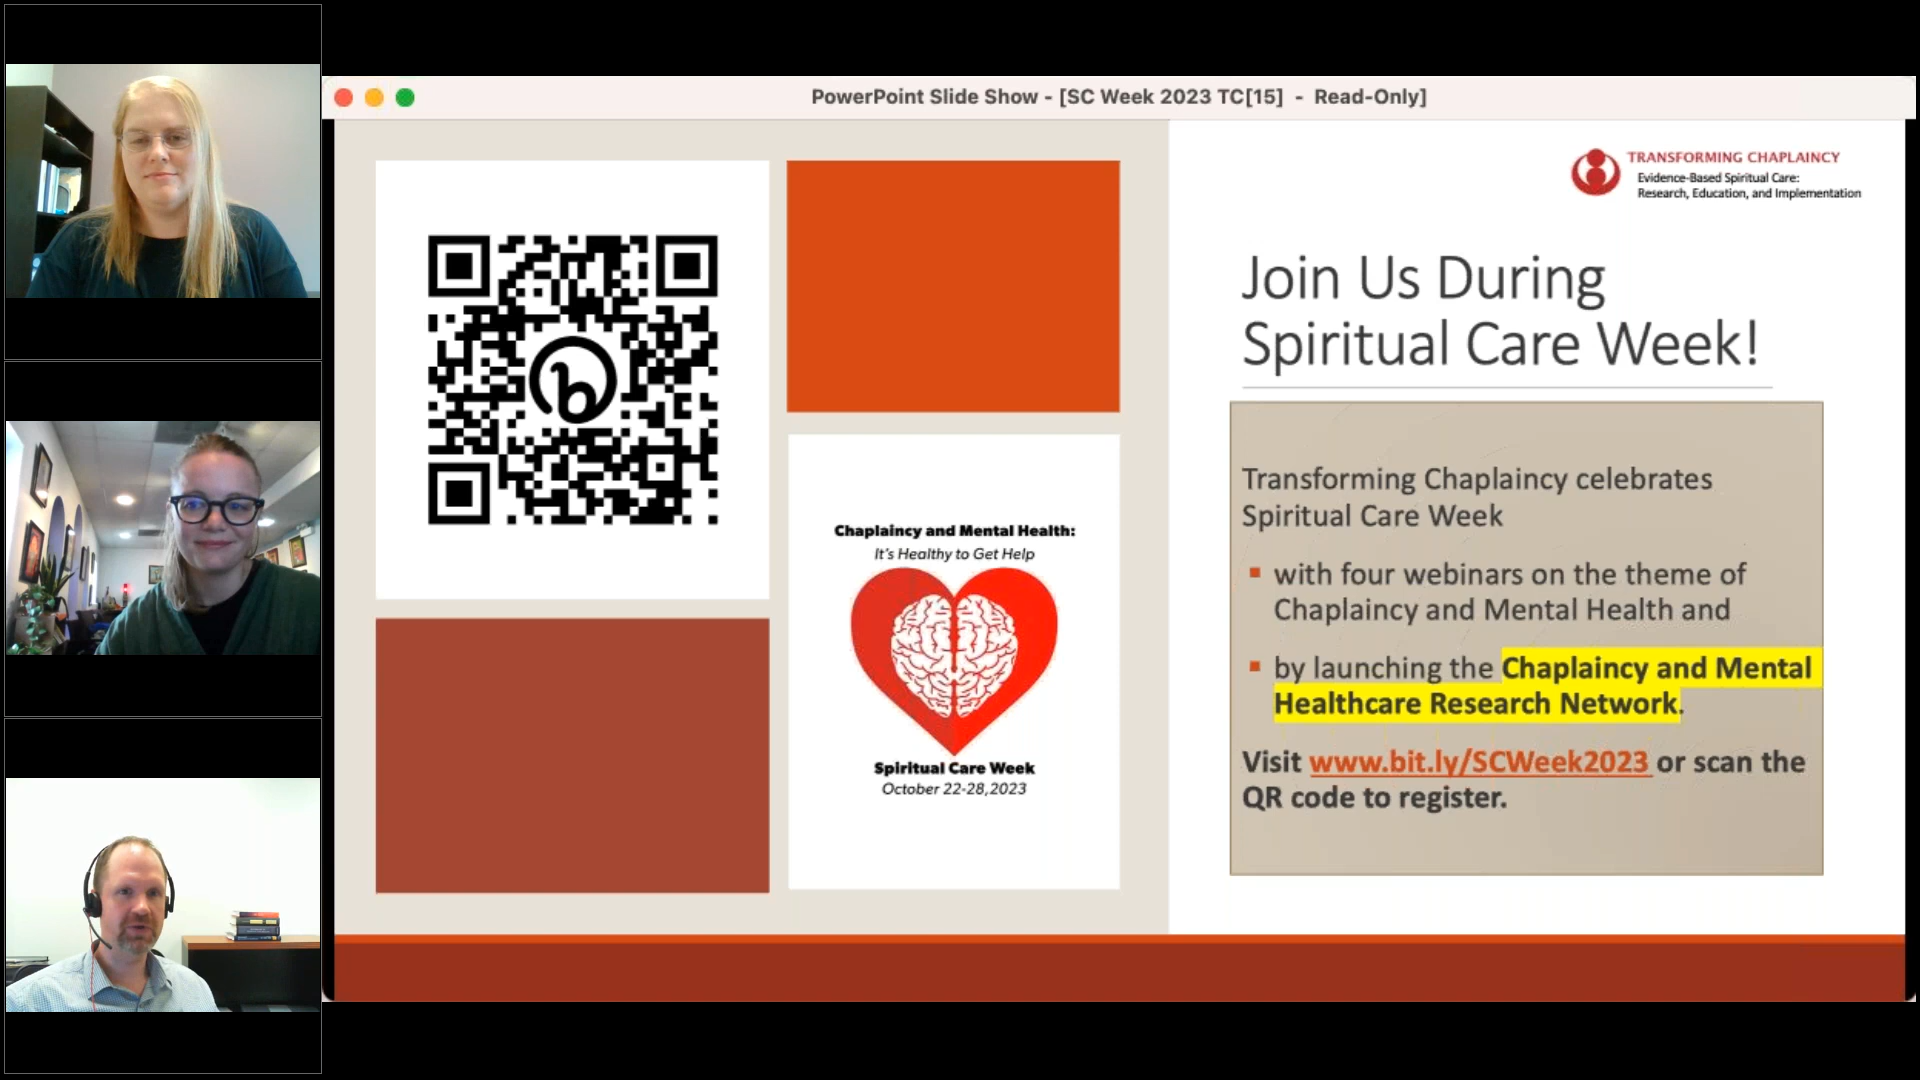 PowerPoint Slide Show - [SC Week 2023 TC[15] - Read-Only]
TRANSFORMING CHAPLAINCY
Evidence-Based Spiritual Care:
Research, Education, and Implementation
Join Us During
Spiritual Care Week!
b
Chaplaincy and Mental Health:
It's Healthy to Get Help
Spiritual Care Week
October 22-28,2023
Transforming Chaplaincy celebrates
Spiritual Care Week
▪ with four webinars on the theme of
Chaplaincy and Mental Health and
▪ by launching the Chaplaincy and Mental
Healthcare Research Network.
Visit www.bit.ly/SCWeek2023 or scan the
QR code to register.